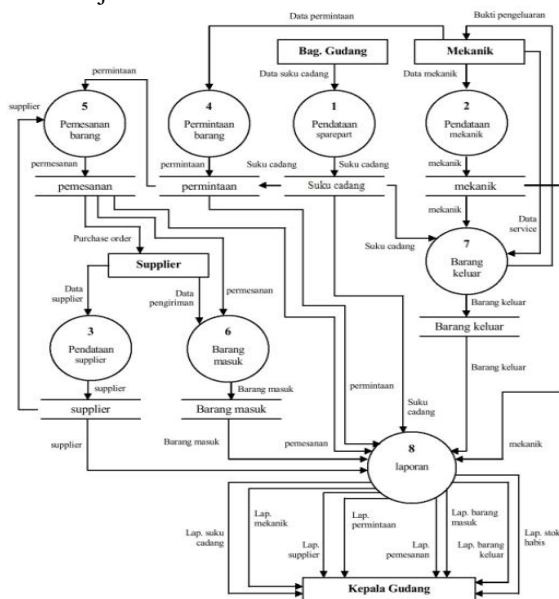 Data permintaan
Bukti pengeluaran
Bag. Gudang
Mekanik
permintaan
Data suku cadang
Data mekanik
supplier
5
Pemesanan
barang
4
Permintaan
barang
1
Pendataan
sparepart
2
Pendataan
mekanik
permesanan
permintaan
Suku cadang
Suku cadang
mekanik
pemesanan
permintaan
Suku cadang
mekanik
mekanik
Data
service
Purchase order
Suku cadang
7
Barang
keluar
Supplier
Data
supplier
Data
pengiriman
permesanan
Barang keluar
3
Pendataan
supplier
6
Barang
masuk
Barang keluar
supplier
Barang masuk
permintaan
Suku
cadang
Barang keluar
supplier
Barang masuk
supplier
Barang masuk
pemesanan
mekanik
8
laporan
Lap. suku
cadang
Lap.
mekanik
Lap.
supplier
Lap.
permintaan
Lap.
pemesanan
Lap. barang
masuk
Lap. barang
keluar
Lap. stok
habis
Kepala Gudang